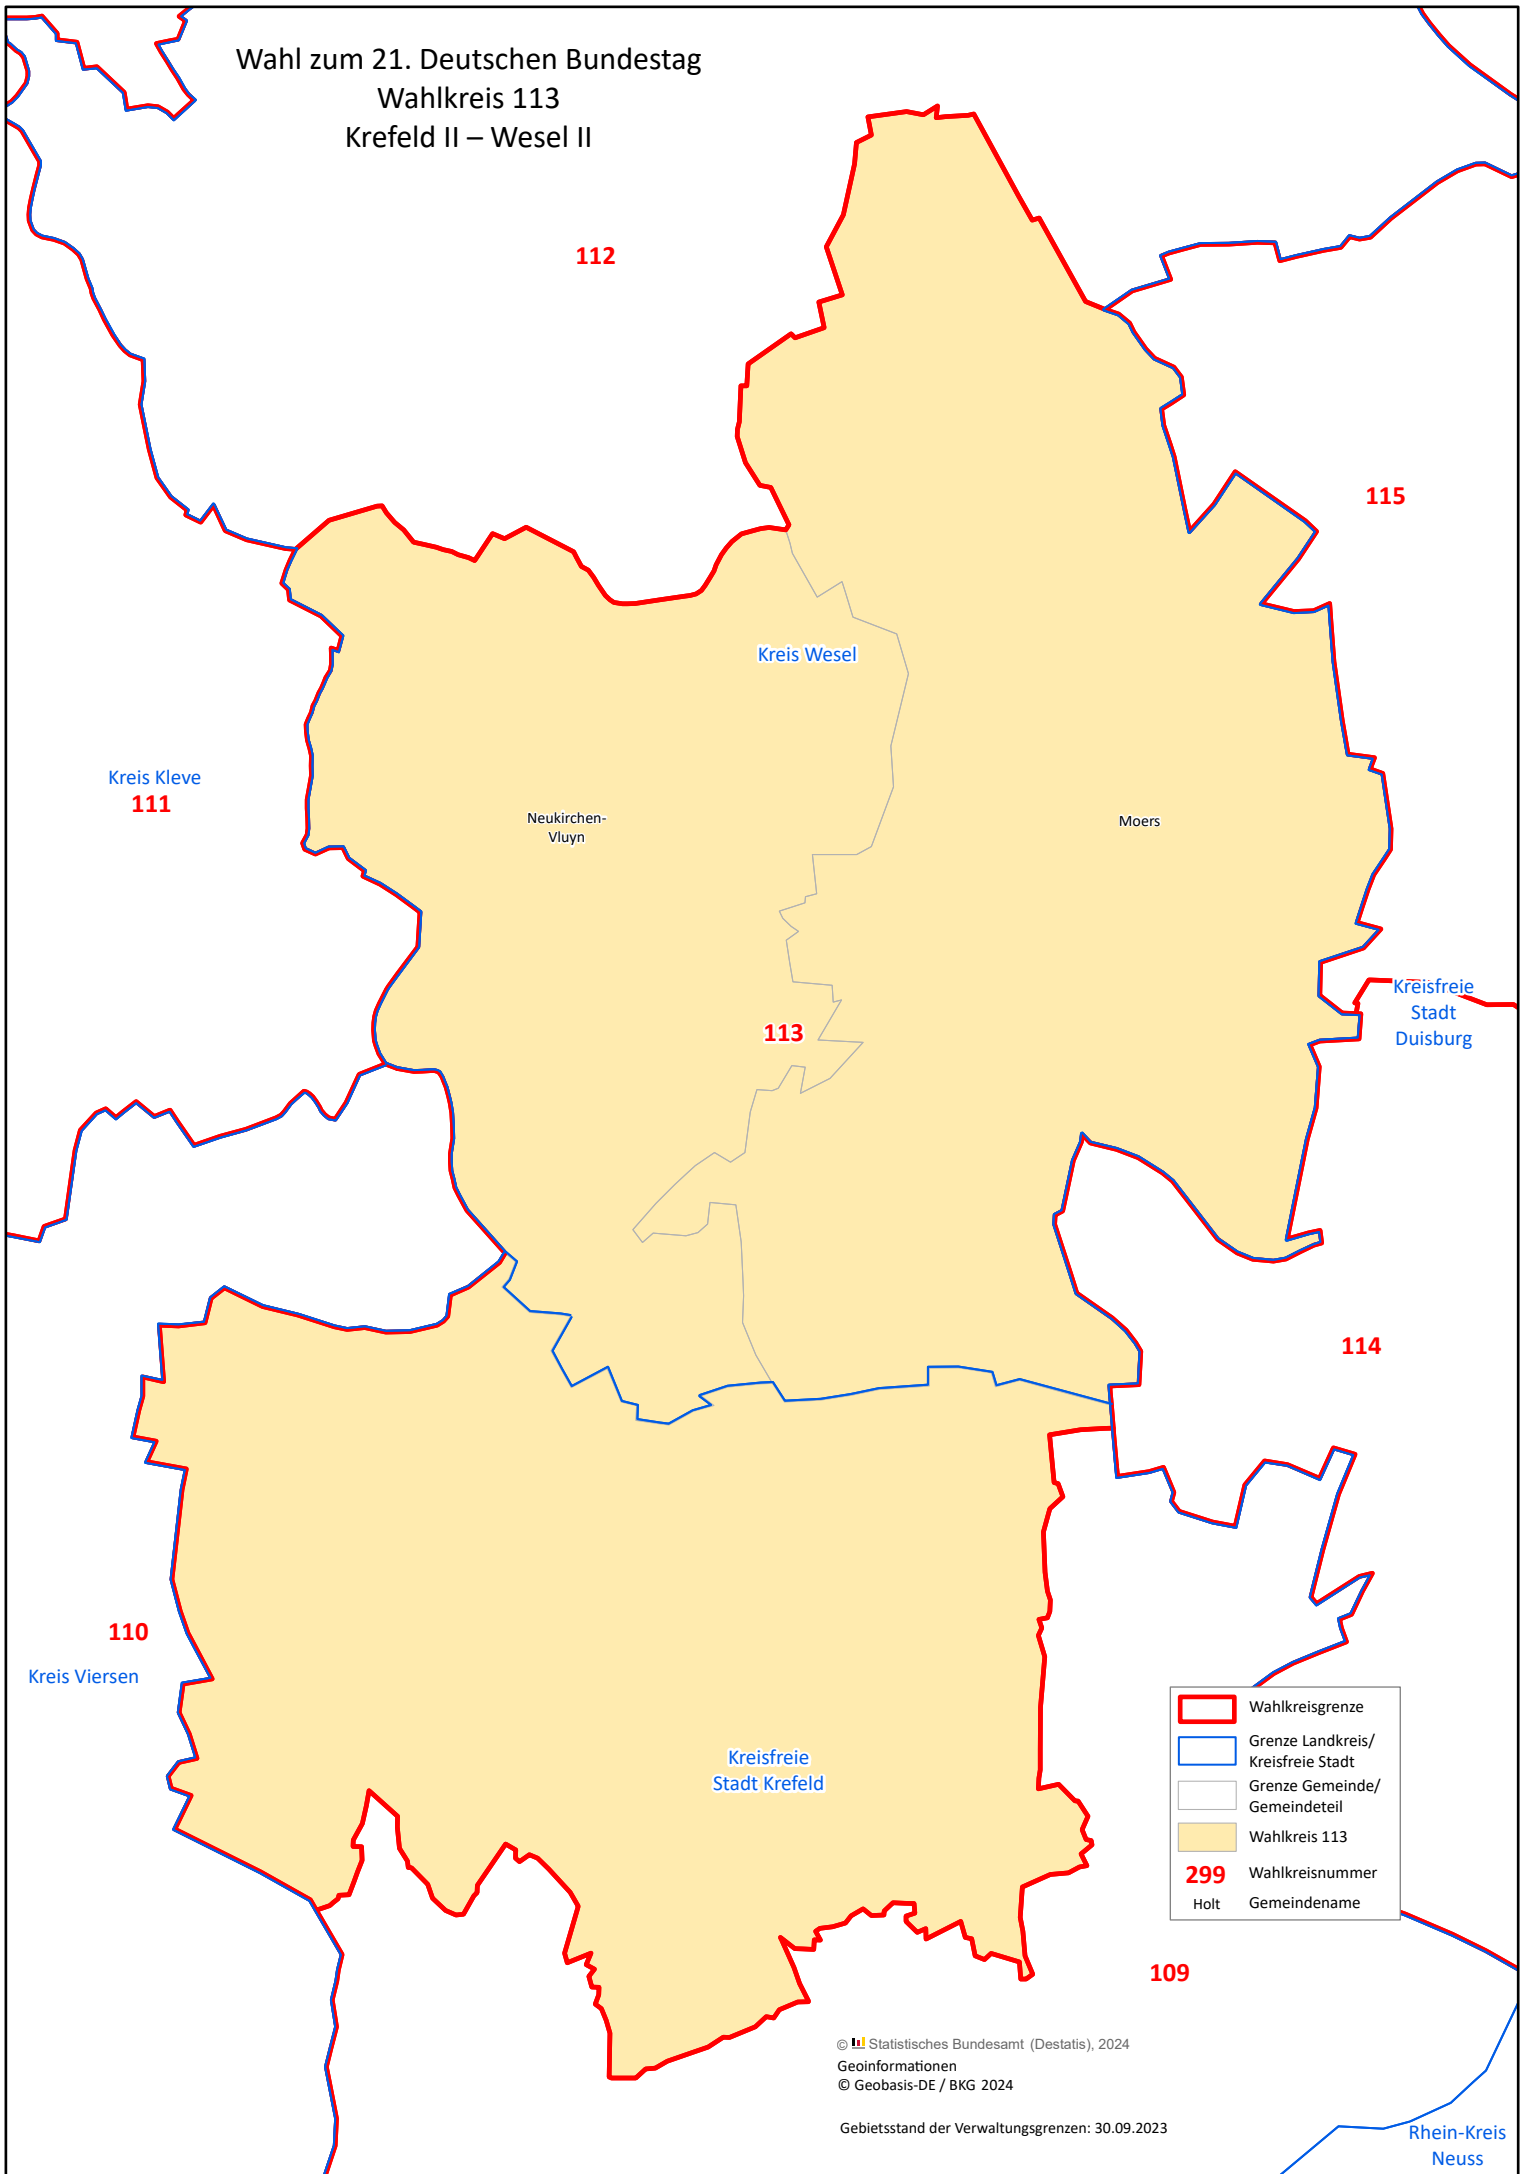 Wahl zum 21. Deutschen Bundestag
Wahlkreis 113
Krefeld II – Wesel II
112
115
Kreis Wesel
Kreis Kleve
111
Neukirchen-
Vluyn
Moers
113
Kreisfreie
Stadt
Duisburg
114
110
Kreis Viersen
Kreisfreie
Stadt Krefeld
Wahlkreisgrenze
Grenze Landkreis/
Kreisfreie Stadt
Grenze Gemeinde/
Gemeindeteil
Wahlkreis 113
299 Wahlkreisnummer
Holt Gemeindename
109
© Statistisches Bundesamt (Destatis), 2024
Geoinformationen
© Geobasis-DE / BKG 2024
Gebietsstand der Verwaltungsgrenzen: 30.09.2023
Rhein-Kreis
Neuss